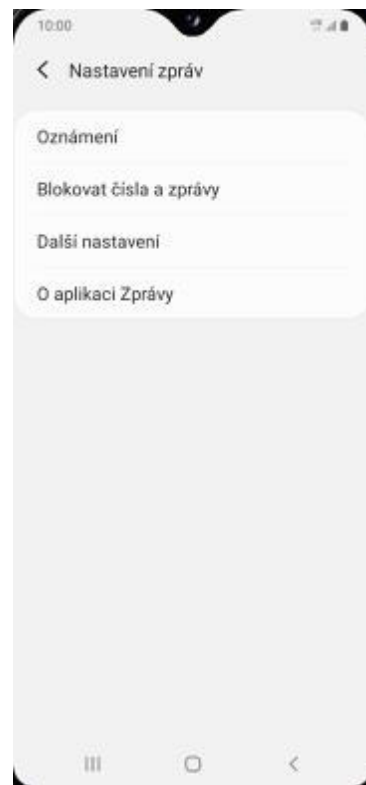 10:00
Nastavení zpráv
Oznámení
Blokovat čísla a zprávy
Další nastavení
O aplikaci Zprávy